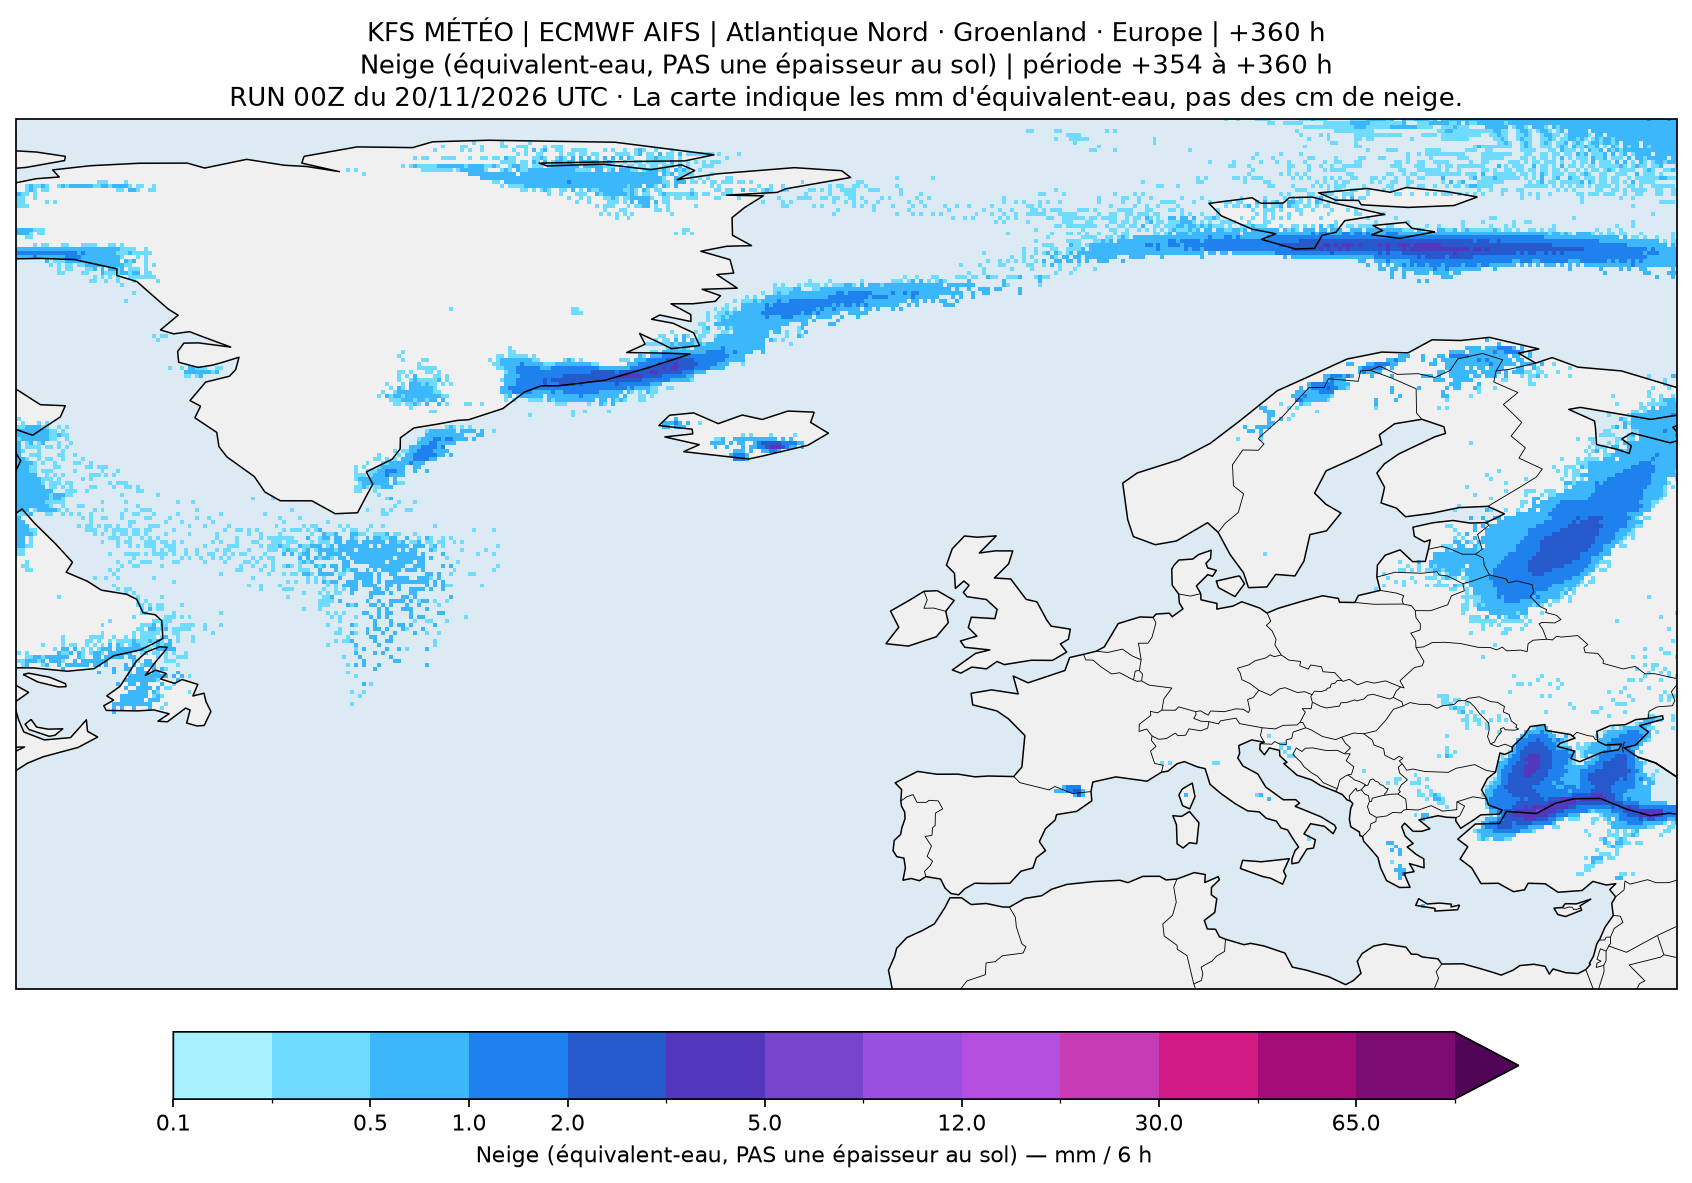 KFS MÉTÉO | ECMWF AIFS | Atlantique Nord · Groenland · Europe | +360 h
Neige (équivalent-eau, PAS une épaisseur au sol) | période +354 à +360 h
RUN 00Z du 20/11/2026 UTC · La carte indique les mm d'équivalent-eau, pas des cm de neige.
0.1 0.5 1.0 2.0 5.0 12.0 30.0 65.0
Neige (équivalent-eau, PAS une épaisseur au sol) — mm / 6 h